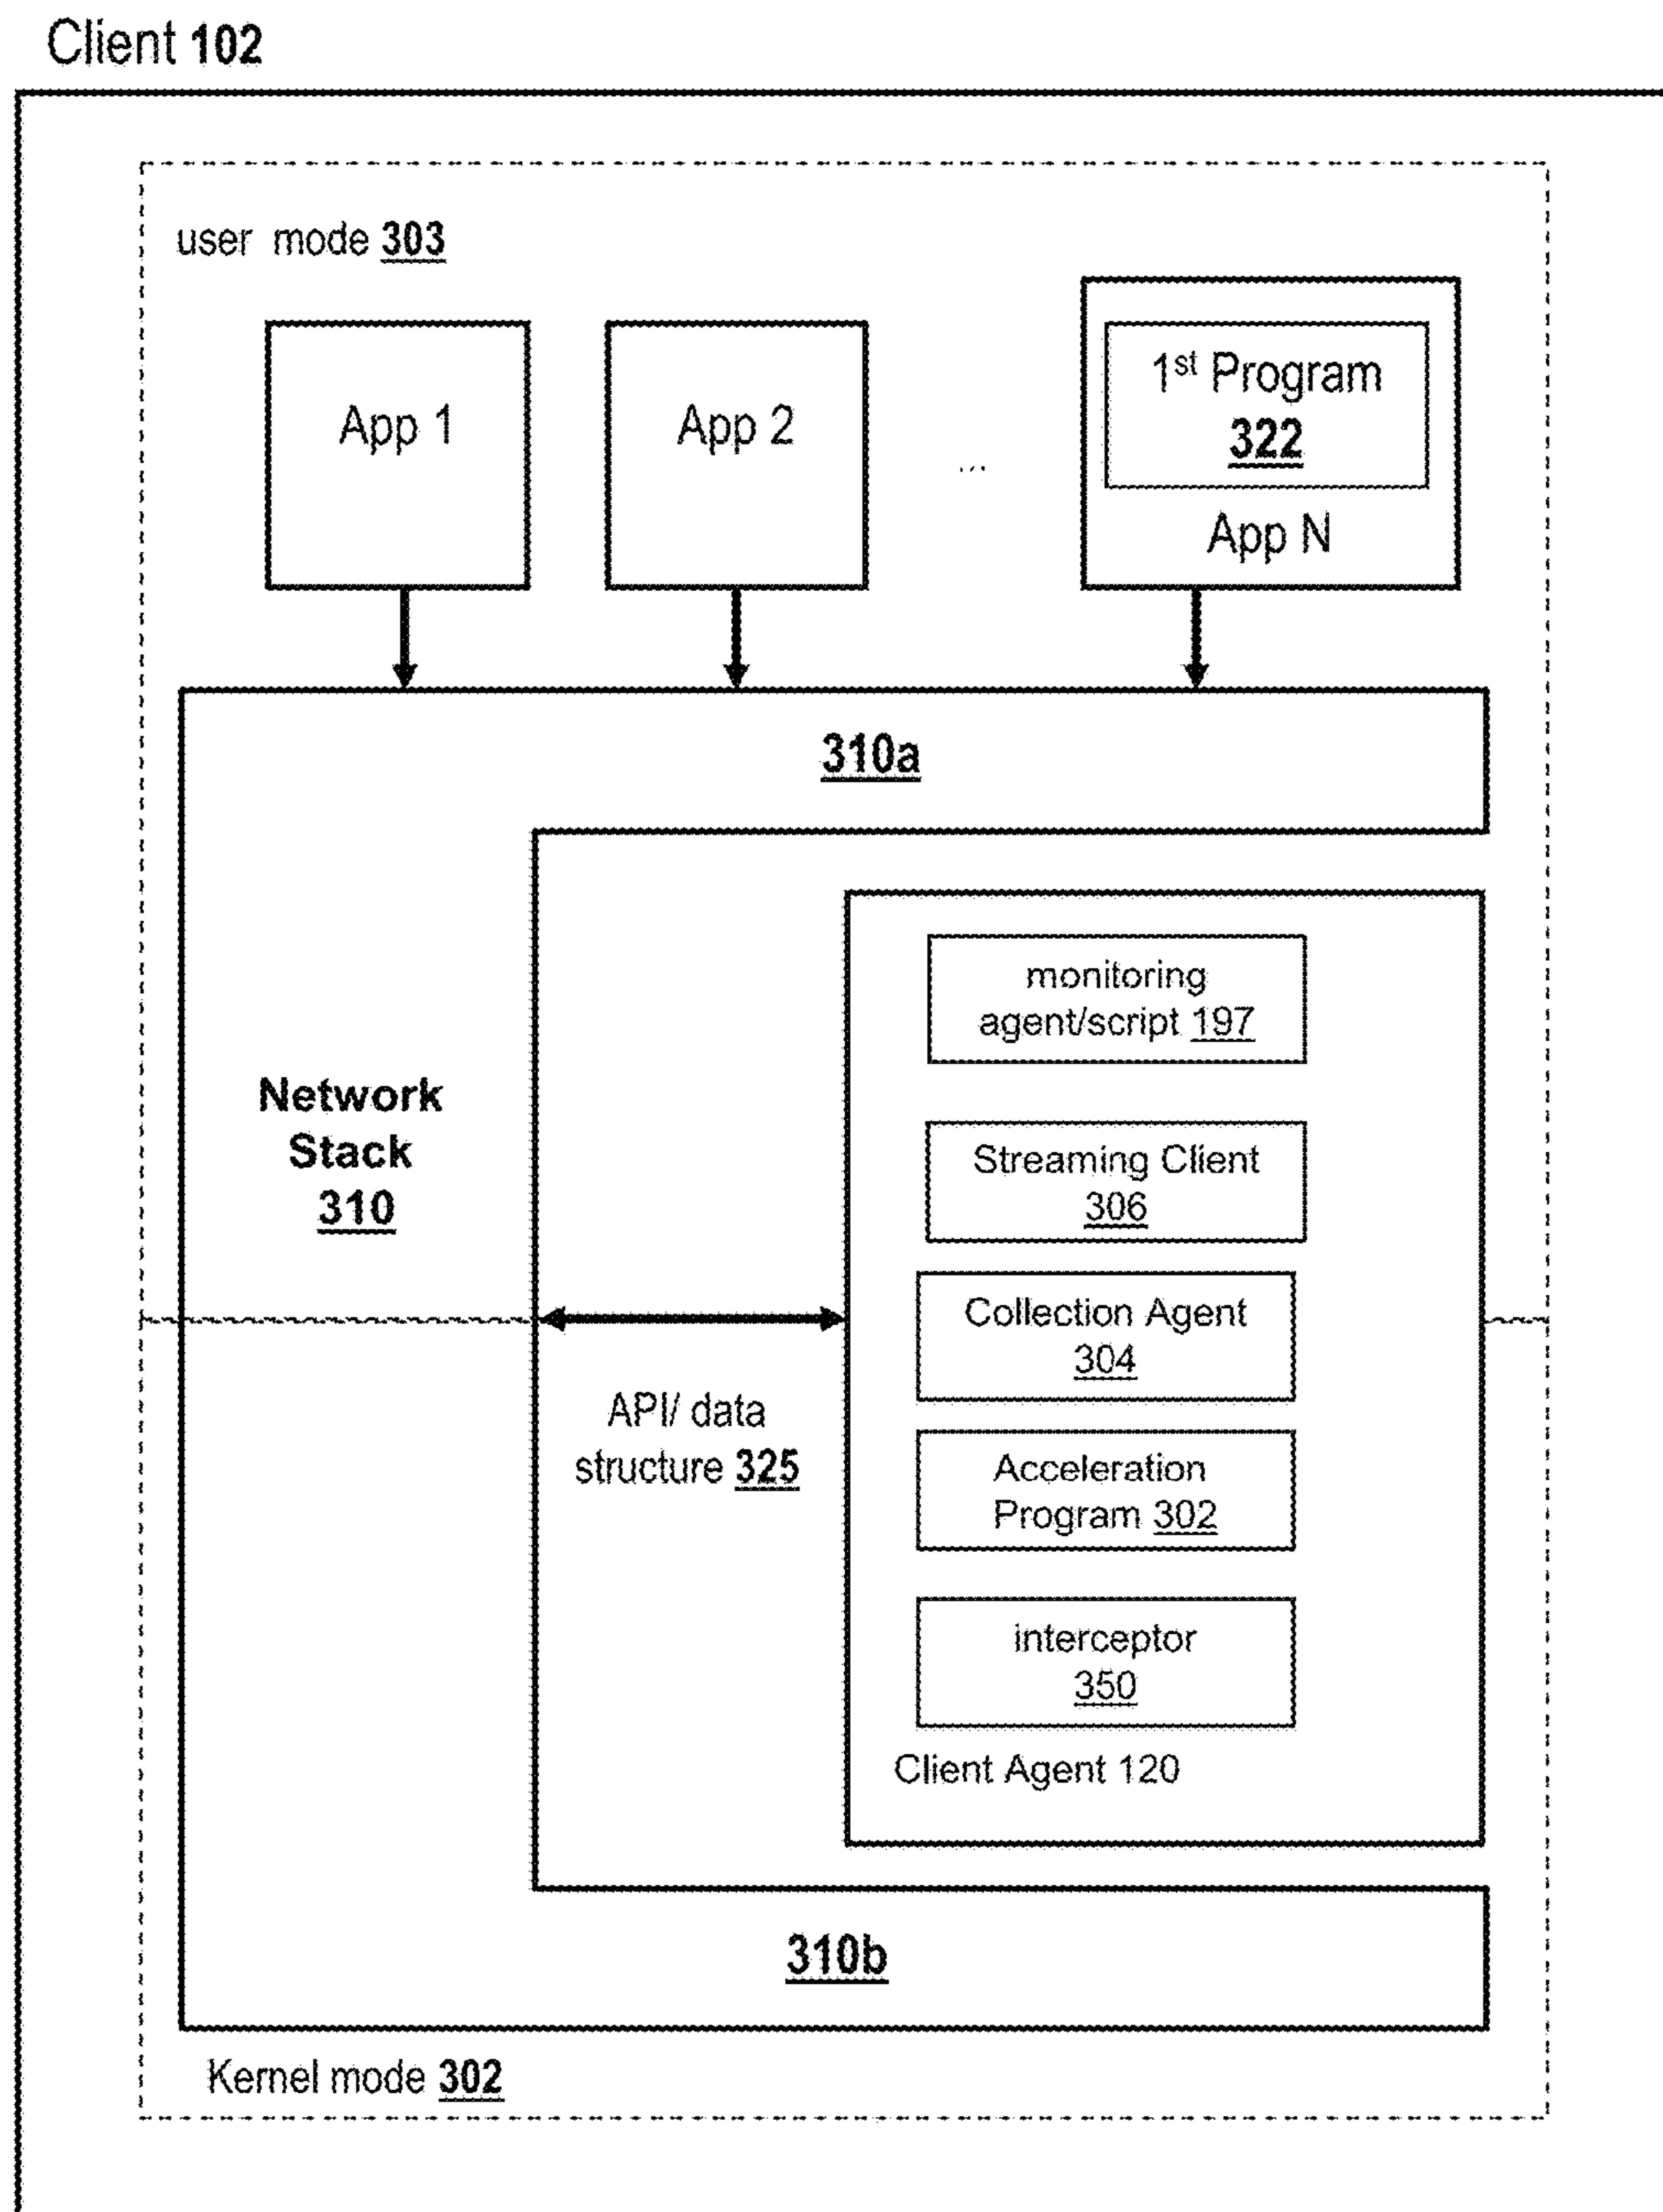 Client 102
user mode 303
App 1
App 2
...
1st Program
322
App N
310a
Network
Stack
310
monitoring
agent/script 197
Streaming Client
306
Collection Agent
304
API/ data
structure 325
Acceleration
Program 302
interceptor
350
Client Agent 120
310b
Kernel mode 302